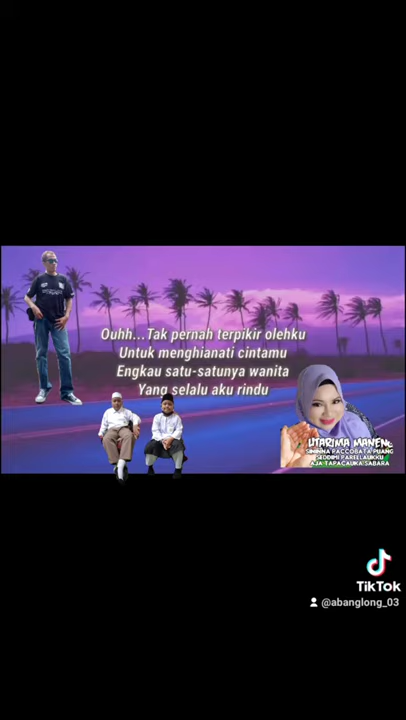 Ouhh...Tak pernah terpikir olehku
Untuk menghianati cintamu
Engkau satu-satunya wanita
Yang selalu aku rindu
UTARIMA MANENG
SININNA PACCOBATA PUANG
SEDDIMI PARELLAUKKU
AJA TAPACAUKA SABARA
TikTok
@abanglong_03